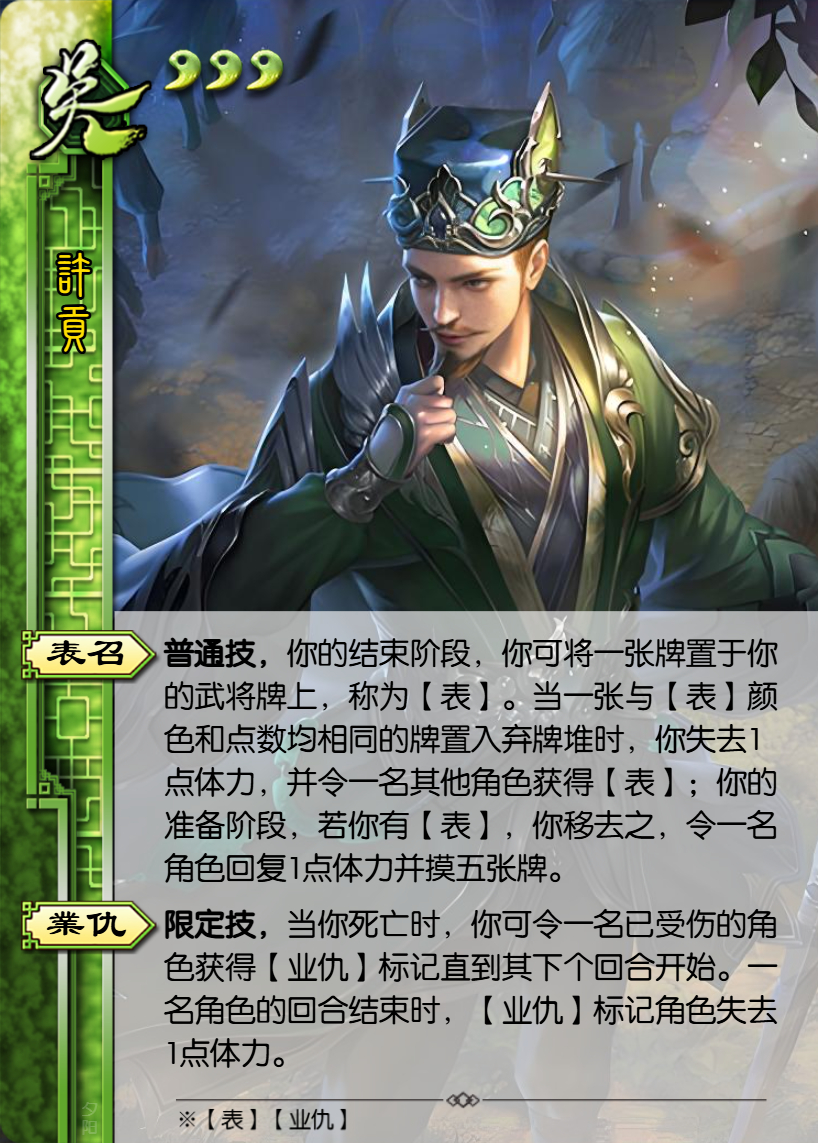 吴
許貢
表召
普通技，你的结束阶段，你可将一张牌置于你
的武将牌上，称为【表】。当一张与【表】颜
色和点数均相同的牌置入弃牌堆时，你失去1
点体力，并令一名其他角色获得【表】；你的
准备阶段，若你有【表】，你移去之，令一名
角色回复1点体力并摸五张牌。
業仇
限定技，当你死亡时，你可令一名已受伤的角
色获得【业仇】标记直到其下个回合开始。一
名角色的回合结束时，【业仇】标记角色失去
1点体力。
※【表】【业仇】
夕阳